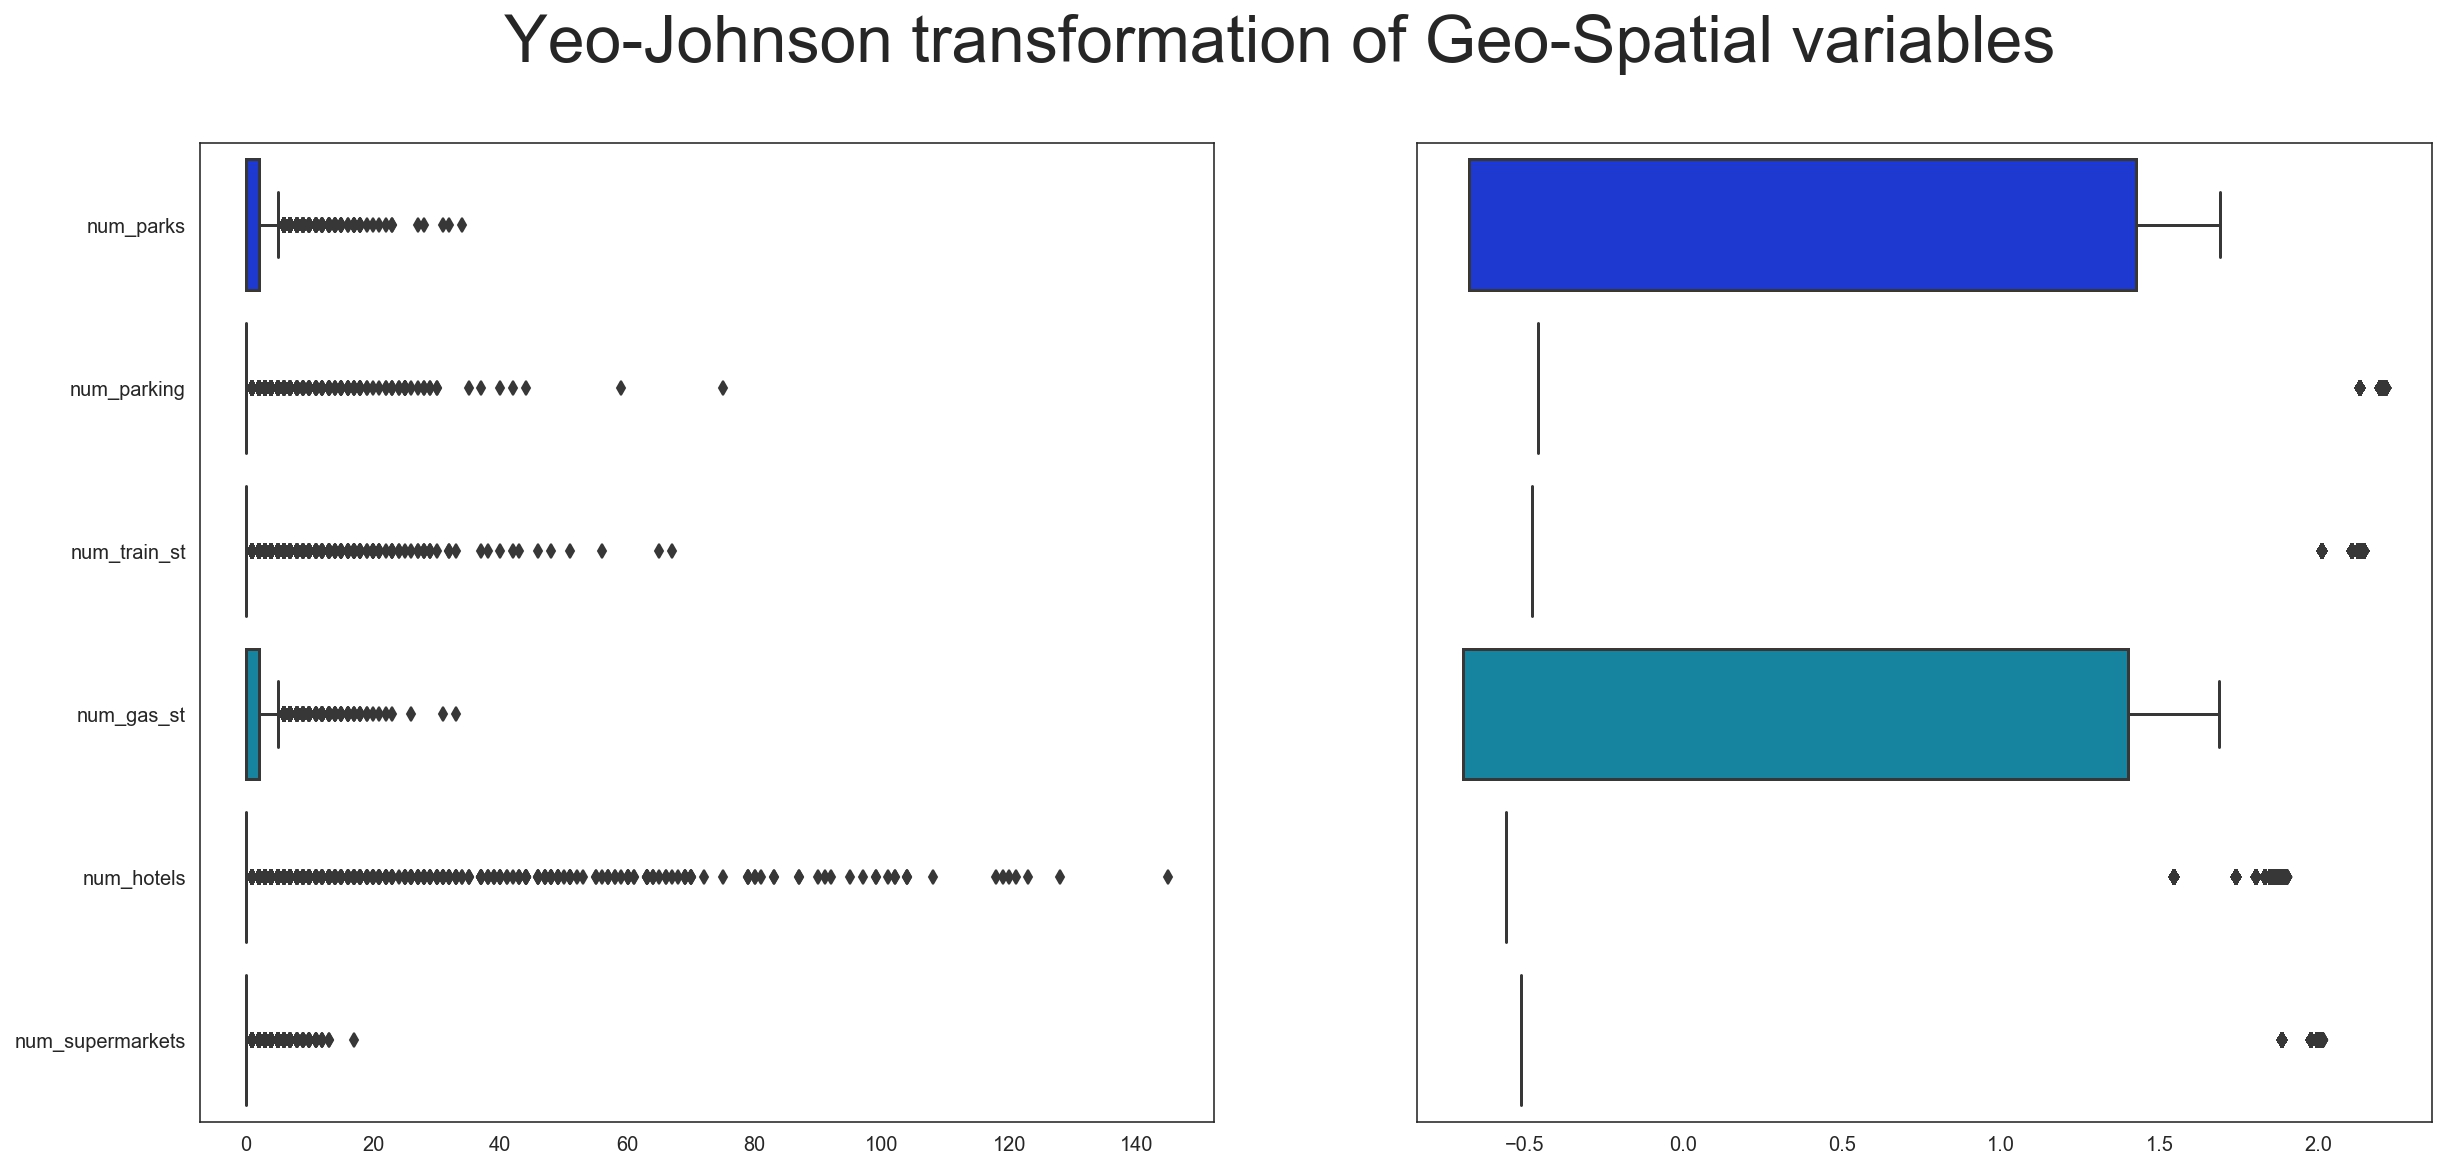 Yeo-Johnson transformation of Geo-Spatial variables
num_parks
num_parking
num_train_st
num_gas_st
num_hotels
num_supermarkets
0 20 40 60 80 100 120 140
−0.5 0.0 0.5 1.0 1.5 2.0